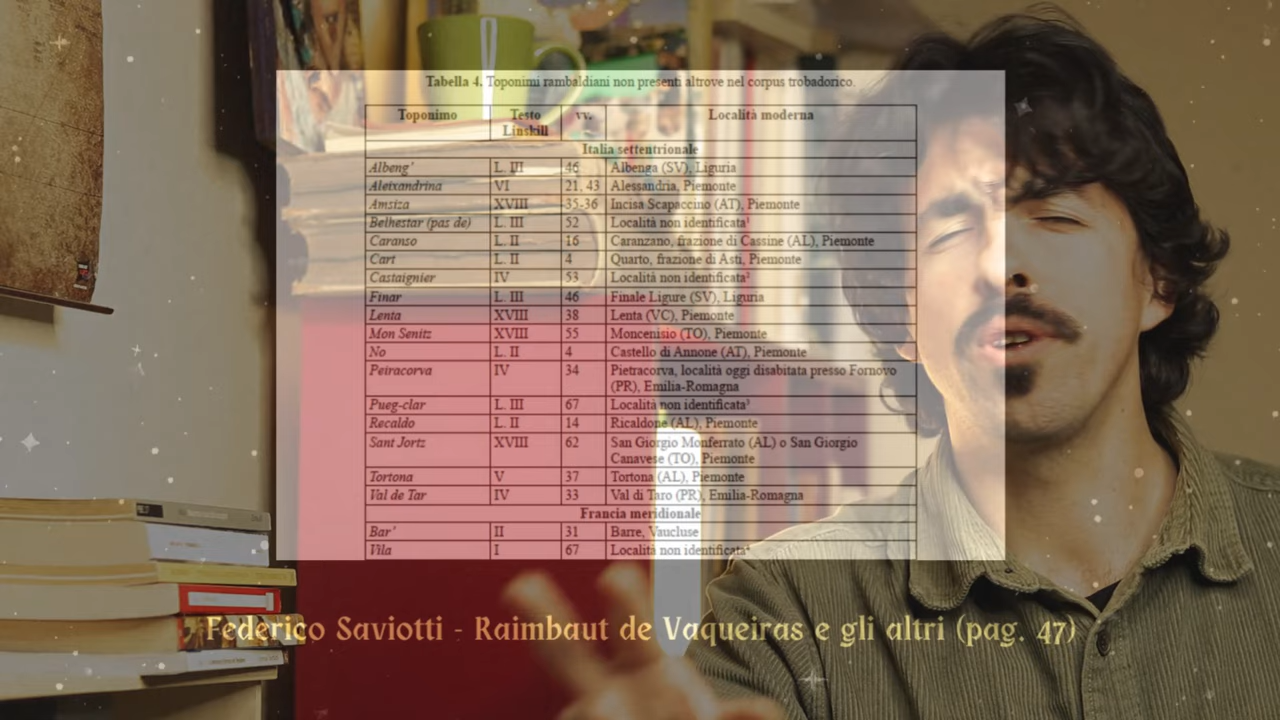 Tabella 4. Toponimi rambaldiani non presenti altrove nel corpus trobadorico.
Toponimo Testo Linskill vv. Località moderna
Italia settentrionale
Albeng' L. III 46 Albenga (SV), Liguria
Aleixandrina VI 21, 43 Alessandria, Piemonte
Amsiza XVIII 35-36 Incisa Scapaccino (AT), Piemonte
Belhestar (pas de) L. III 52 Località non identificata¹
Caranso L. II 16 Caranzano, frazione di Cassine (AL), Piemonte
Cart L. II 4 Quarto, frazione di Asti, Piemonte
Castaignier IV 53 Località non identificata²
Finar L. III 46 Finale Ligure (SV), Liguria
Lenta XVIII 38 Lenta (VC), Piemonte
Mon Senitz XVIII 55 Moncenisio (TO), Piemonte
No L. II 4 Castello di Annone (AT), Piemonte
Peiracorva IV 34 Pietracorva, località oggi disabitata presso Fornovo
(PR), Emilia-Romagna
Pueg-clar L. III 67 Località non identificata³
Recaldo L. II 14 Ricaldone (AL), Piemonte
Sant Jortz XVIII 62 San Giorgio Monferrato (AL) o San Giorgio
Canavese (TO), Piemonte
Tortona V 37 Tortona (AL), Piemonte
Val de Tar IV 33 Val di Taro (PR), Emilia-Romagna
Francia meridionale
Bar' II 31 Barre, Vaucluse
Vila I 67 Località non identificata⁴
Federico Saviotti - Raimbaut de Vaqueiras e gli altri (pag. 47)